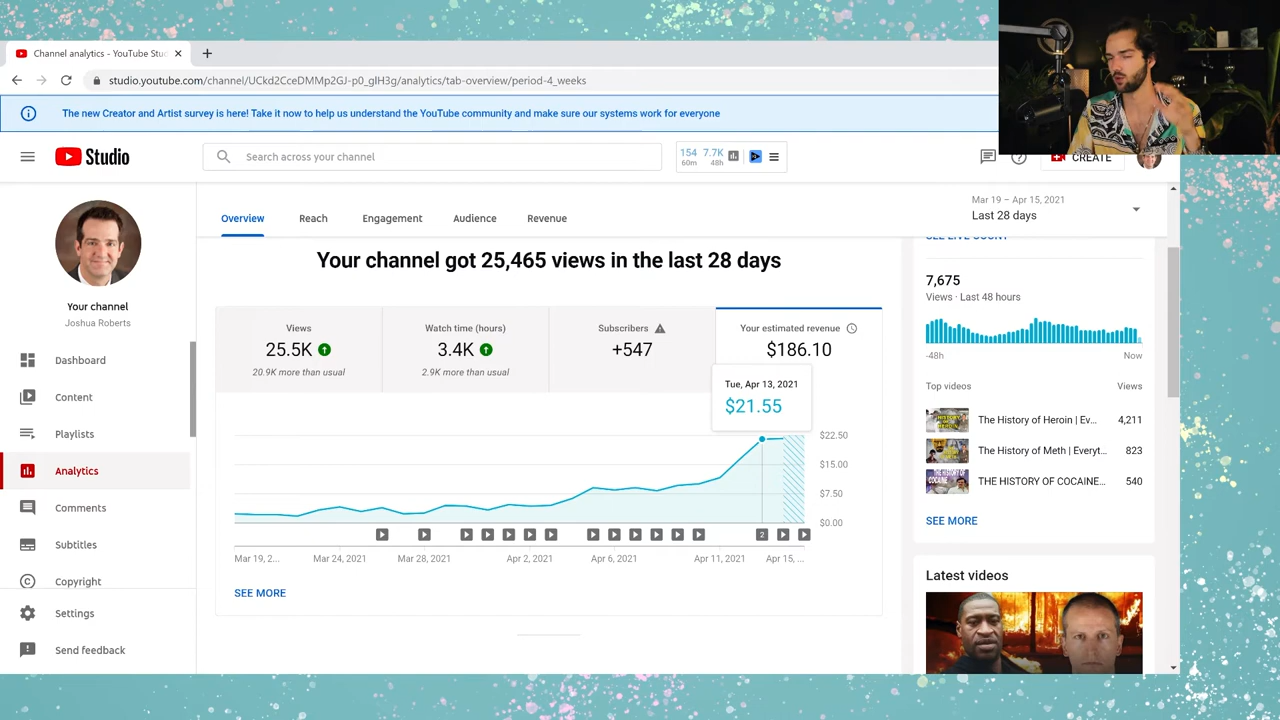 Channel analytics - YouTube Stu
studio.youtube.com/channel/UCkd2CceDMMp2GJ-p0_gIH3g/analytics/tab-overview/period-4_weeks
The new Creator and Artist survey is here! Take it now to help us understand the YouTube community and make sure our systems work for everyone
Studio
Search across your channel
154 7.7K
60m 48h
CREATE
Your channel
Joshua Roberts
Dashboard
Content
Playlists
Analytics
Comments
Subtitles
Copyright
Settings
Send feedback
Overview Reach Engagement Audience Revenue
Mar 19 – Apr 15, 2021
Last 28 days
Your channel got 25,465 views in the last 28 days
Views
25.5K
20.9K more than usual
Watch time (hours)
3.4K
2.9K more than usual
Subscribers
+547
Your estimated revenue
$186.10
Tue, Apr 13, 2021
$21.55
$22.50
$15.00
$7.50
$0.00
2
Mar 19, 2... Mar 24, 2021 Mar 28, 2021 Apr 2, 2021 Apr 6, 2021 Apr 11, 2021 Apr 15, ...
SEE MORE
SEE LIVE COUNT
7,675
Views · Last 48 hours
-48h Now
Top videos Views
The History of Heroin | Ev... 4,211
The History of Meth | Everyt... 823
THE HISTORY OF COCAINE... 540
SEE MORE
Latest videos